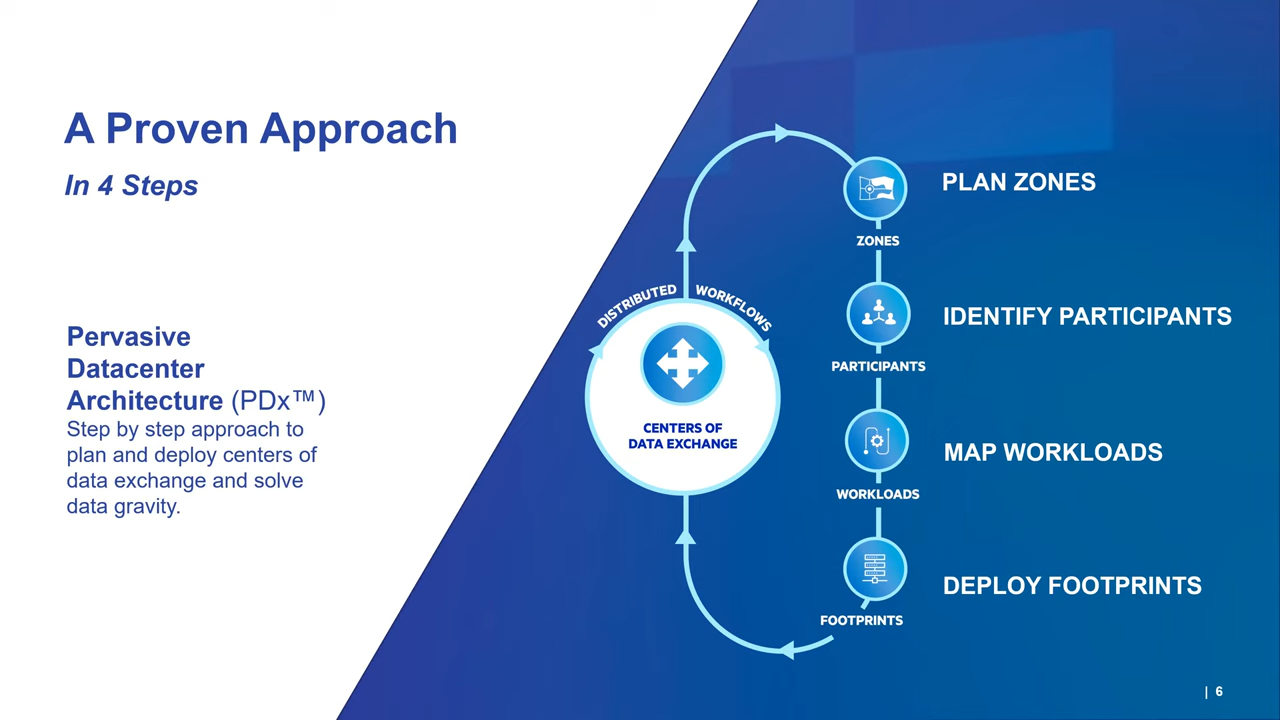 A Proven Approach
In 4 Steps
Pervasive
Datacenter
Architecture (PDx™)
Step by step approach to
plan and deploy centers of
data exchange and solve
data gravity.
DISTRIBUTED WORKFLOWS
CENTERS OF
DATA EXCHANGE
ZONES
PLAN ZONES
PARTICIPANTS
IDENTIFY PARTICIPANTS
WORKLOADS
MAP WORKLOADS
FOOTPRINTS
DEPLOY FOOTPRINTS
| 6